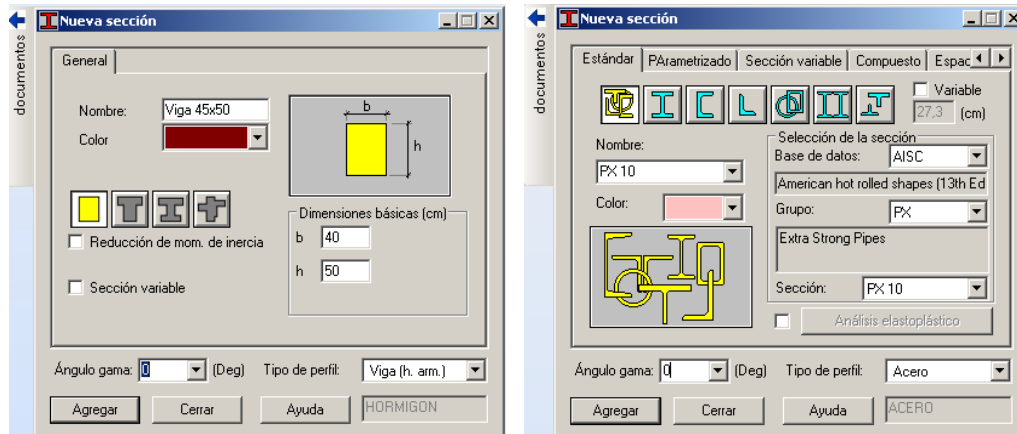 Nueva sección
documentos
General
Nombre: Viga 45x50
Color
b
h
Dimensiones básicas (cm)
b 40
h 50
Reducción de mom. de inercia
Sección variable
Ángulo gama: 0 (Deg) Tipo de perfil: Viga (h. arm.)
Agregar Cerrar Ayuda HORMIGON
Nueva sección
documentos
Estándar PArametrizado Sección variable Compuesto Espac
Variable
27,3 (cm)
Nombre:
PX 10
Color:
Selección de la sección
Base de datos: AISC
American hot rolled shapes (13th Ed
Grupo: PX
Extra Strong Pipes
Sección: PX 10
Análisis elastoplástico
Ángulo gama: 0 (Deg) Tipo de perfil: Acero
Agregar Cerrar Ayuda ACERO